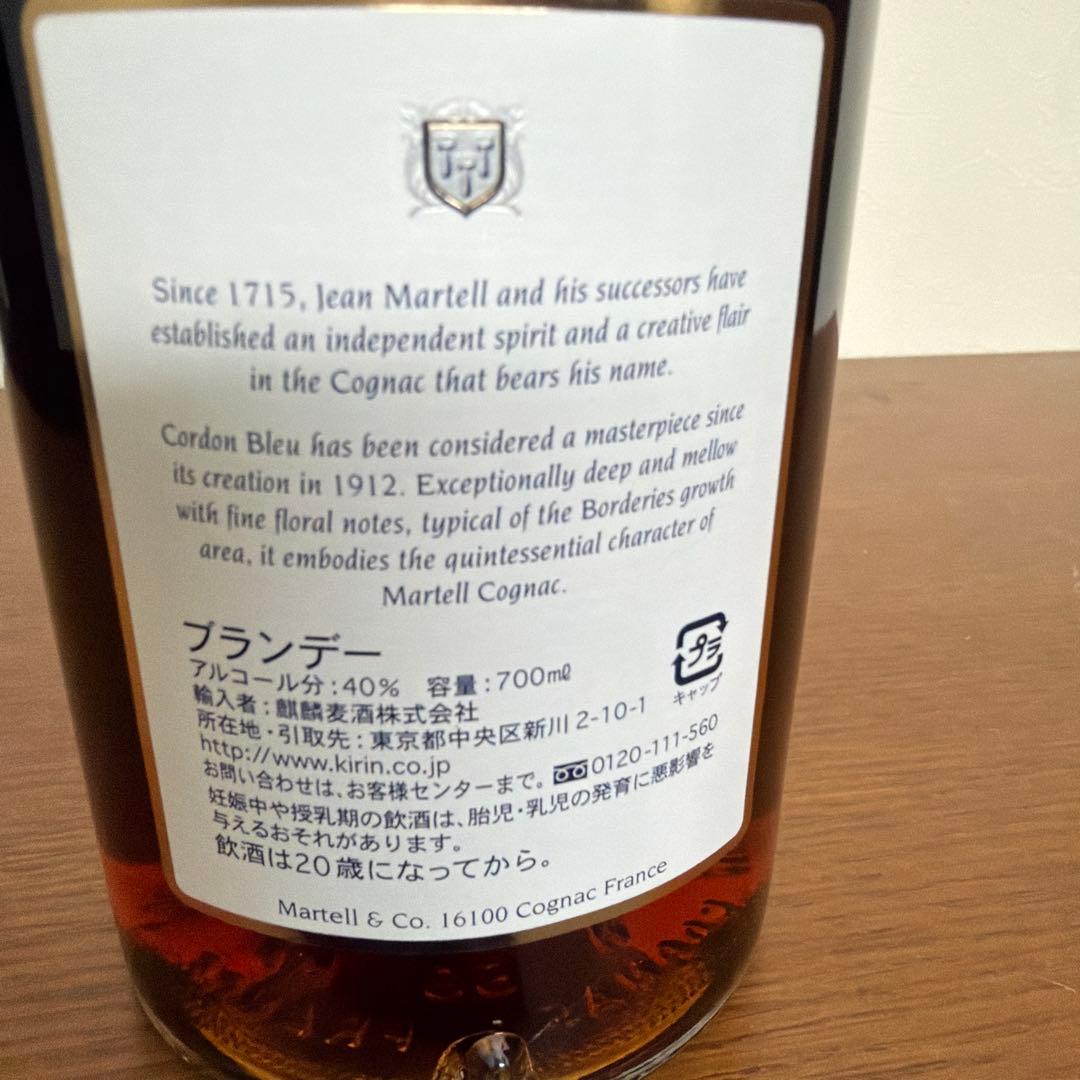 Since 1715, Jean Martell and his successors have
established an independent spirit and a creative flair
in the Cognac that bears his name.
Cordon Bleu has been considered a masterpiece since
its creation in 1912. Exceptionally deep and mellow
with fine floral notes, typical of the Borderies growth
area, it embodies the quintessential character of
Martell Cognac.
ブランデー
アルコール分:40% 容量:700mℓ
プラ
キャップ
輸入者:麒麟麦酒株式会社
所在地・引取先:東京都中央区新川2-10-1
http://www.kirin.co.jp
お問い合わせは、お客様センターまで。0120-111-560
妊娠中や授乳期の飲酒は、胎児・乳児の発育に悪影響を
与えるおそれがあります。
飲酒は20歳になってから。
Martell & Co. 16100 Cognac France